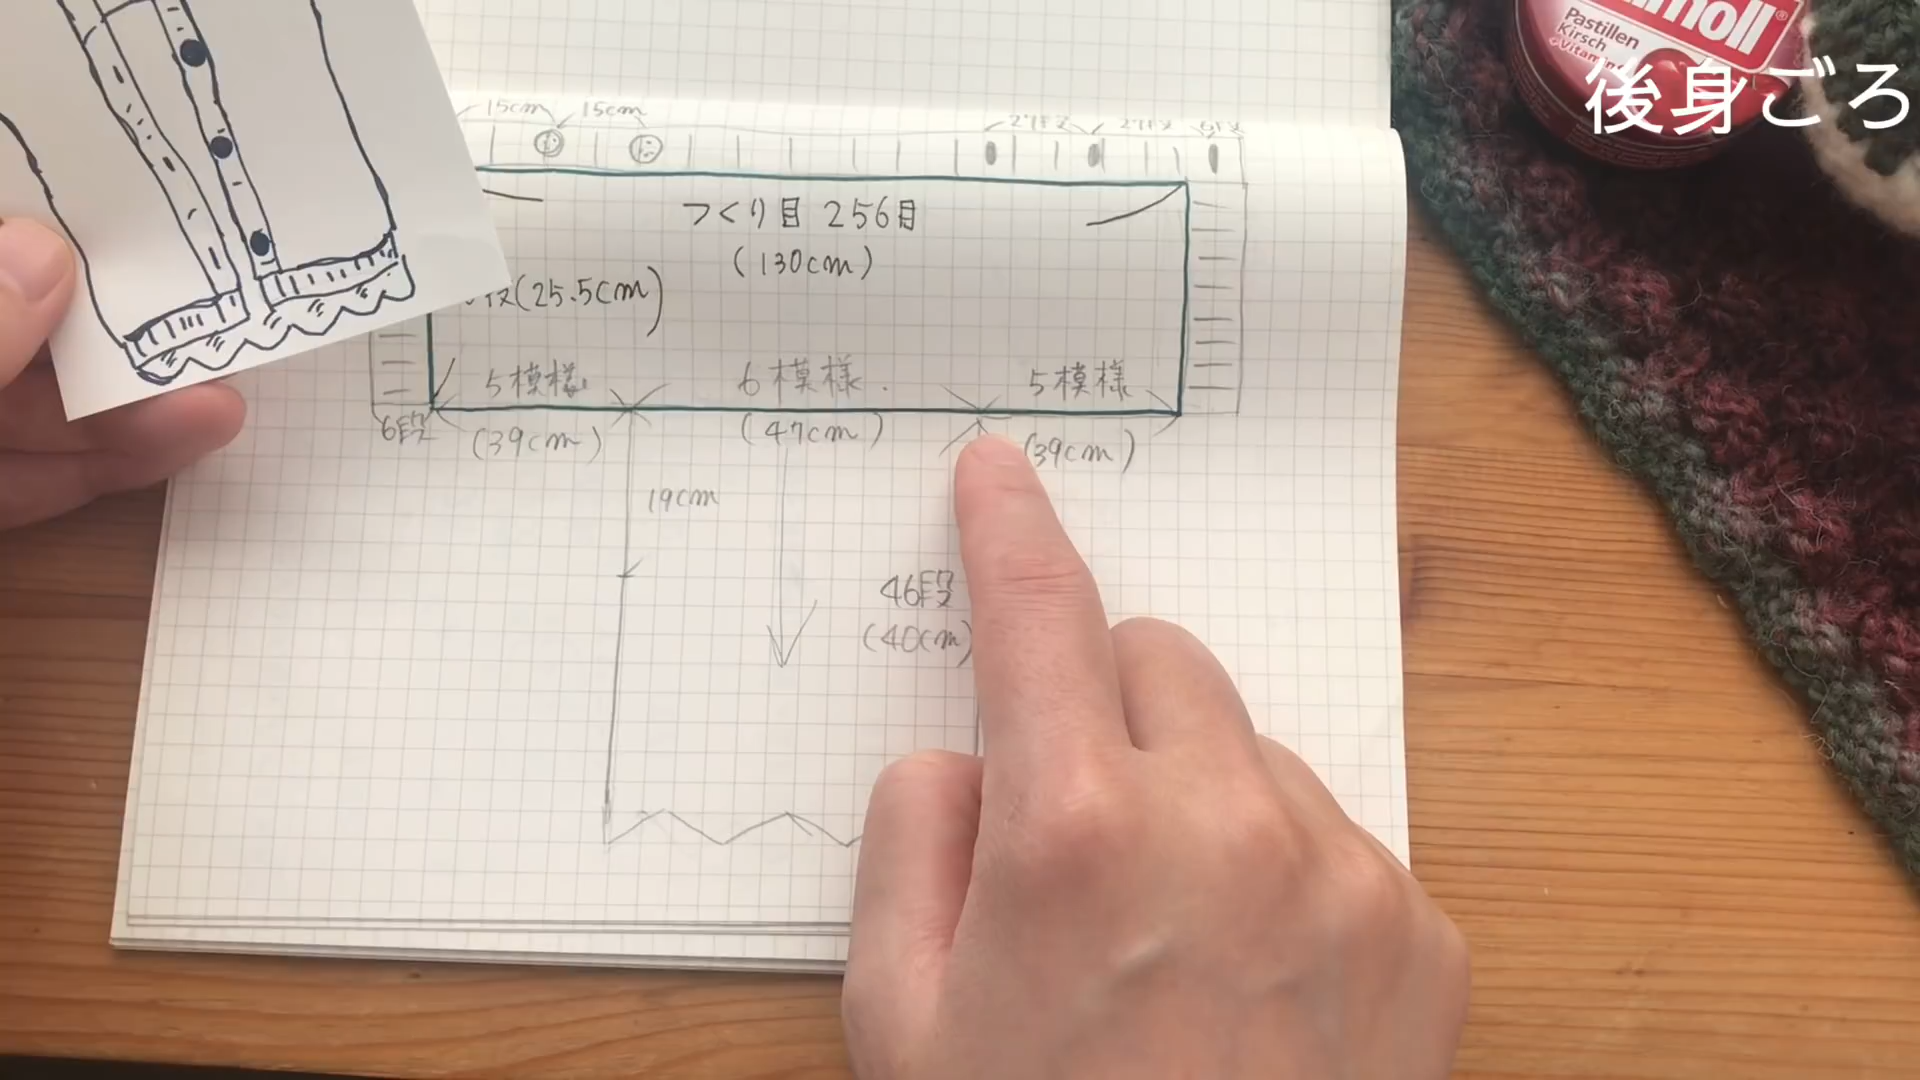 Pastillen
Kirsch
+Vitamin
後身ごろ
15cm 15cm
つくり目 256目
(130cm)
(25.5cm)
5模様 6模様 5模様
6段 (39cm) (47cm) (39cm)
19cm
46段
(40cm)